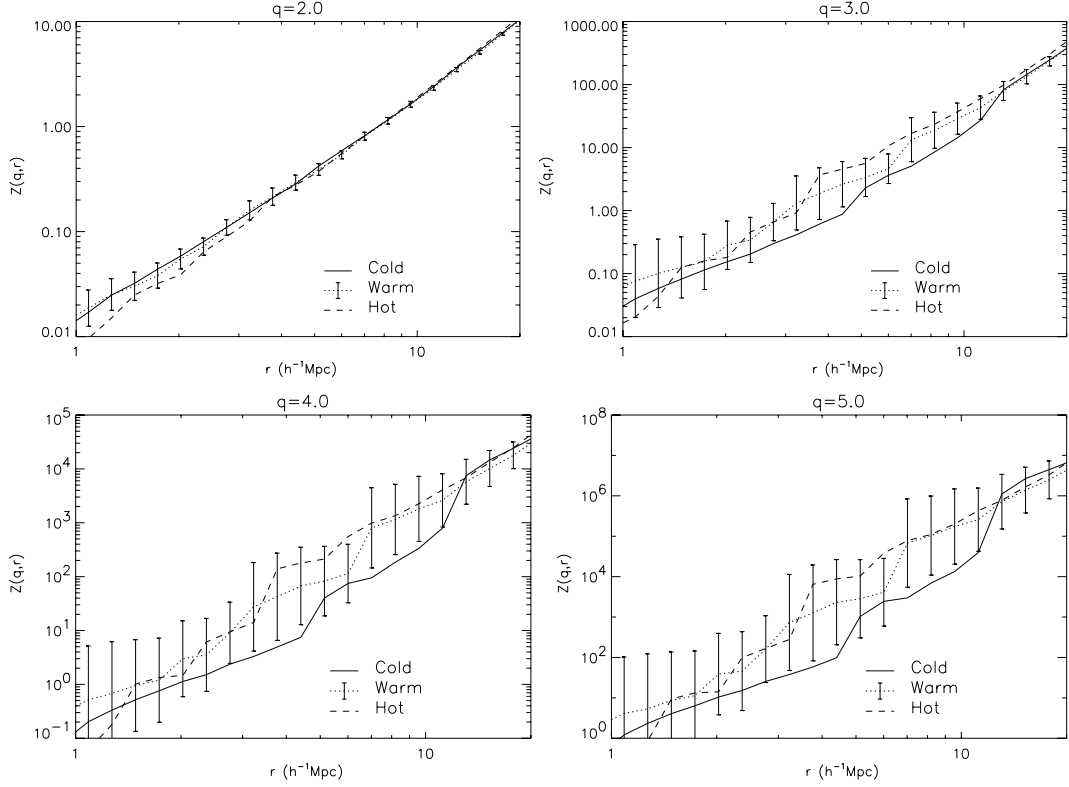 q=2.0
10.00
1.00
0.10
0.01
Z(q,r)
Cold
Warm
Hot
1
10
r (h⁻¹Mpc)
q=3.0
1000.00
100.00
10.00
1.00
0.10
0.01
Z(q,r)
Cold
Warm
Hot
1
10
r (h⁻¹Mpc)
q=4.0
10⁵
10⁴
10³
10²
10¹
10⁰
10⁻¹
Z(q,r)
Cold
Warm
Hot
1
10
r (h⁻¹Mpc)
q=5.0
10⁸
10⁶
10⁴
10²
10⁰
Z(q,r)
Cold
Warm
Hot
1
10
r (h⁻¹Mpc)